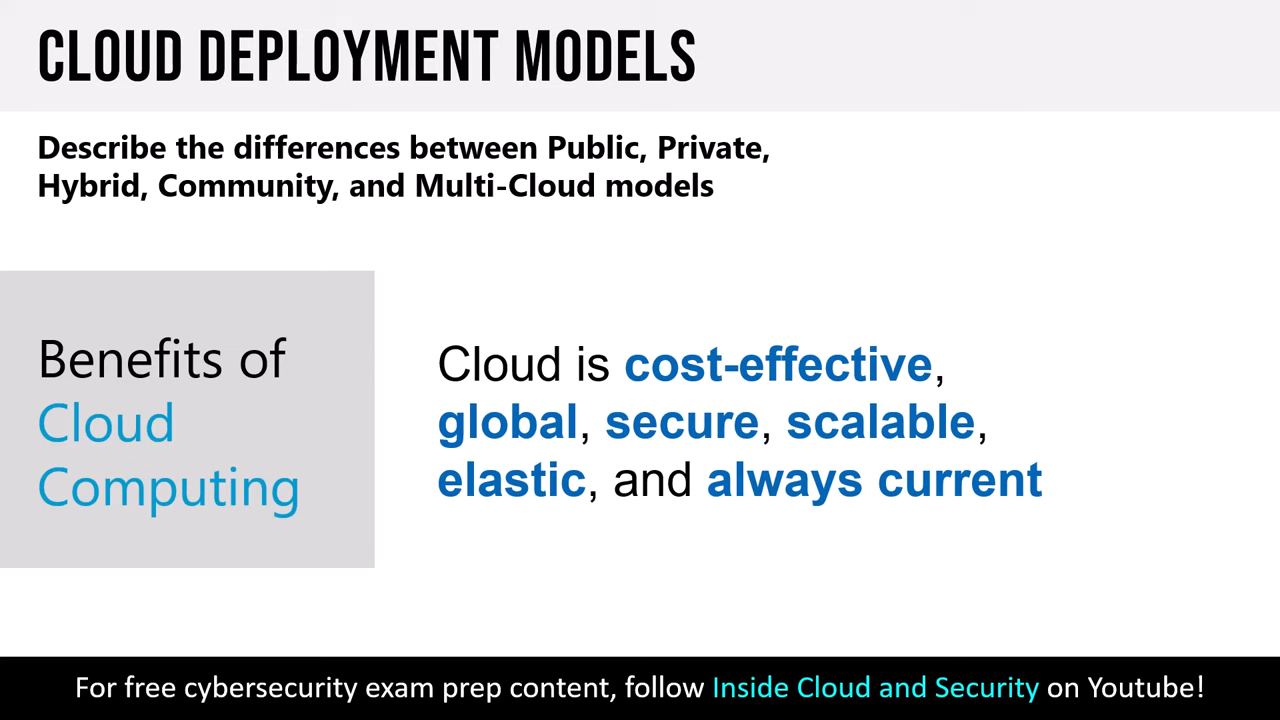 CLOUD DEPLOYMENT MODELS
Describe the differences between Public, Private,
Hybrid, Community, and Multi-Cloud models
Benefits of
Cloud
Computing
Cloud is cost-effective,
global, secure, scalable,
elastic, and always current
For free cybersecurity exam prep content, follow Inside Cloud and Security on Youtube!